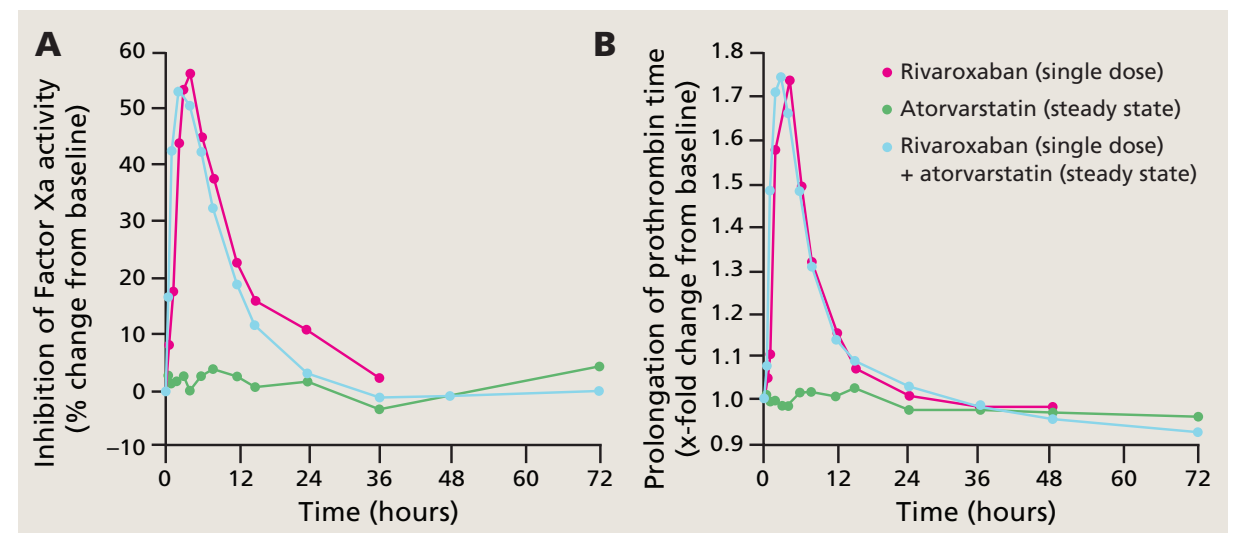 A
Inhibition of Factor Xa activity
(% change from baseline)
60
50
40
30
20
10
0
–10
0
12
24
36
48
60
72
Time (hours)
B
Prolongation of prothrombin time
(x-fold change from baseline)
1.8
1.7
1.6
1.5
1.4
1.3
1.2
1.1
1.0
0.9
0
12
24
36
48
60
72
Time (hours)
Rivaroxaban (single dose)
Atorvarstatin (steady state)
Rivaroxaban (single dose)
+ atorvarstatin (steady state)